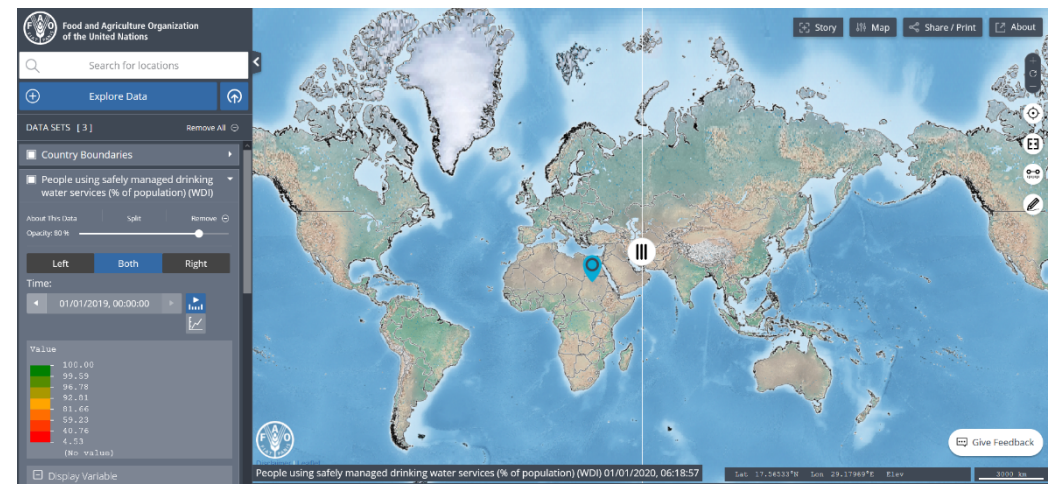 Food and Agriculture Organization
of the United Nations
Search for locations
Explore Data
DATA SETS [ 3 ]
Remove All
Country Boundaries
People using safely managed drinking
water services (% of population) (WDI)
About This Data
Split
Remove
Opacity: 80 %
Left
Both
Right
Time:
01/01/2019, 00:00:00
Value
100.00
99.59
96.78
92.81
81.66
59.23
40.76
4.53
(No value)
Display Variable
Story
Map
Share / Print
About
FAO
Give Feedback
People using safely managed drinking water services (% of population) (WDI) 01/01/2020, 06:18:57
Lat 17.56533°N Lon 29.17969°E Elev
3000 km